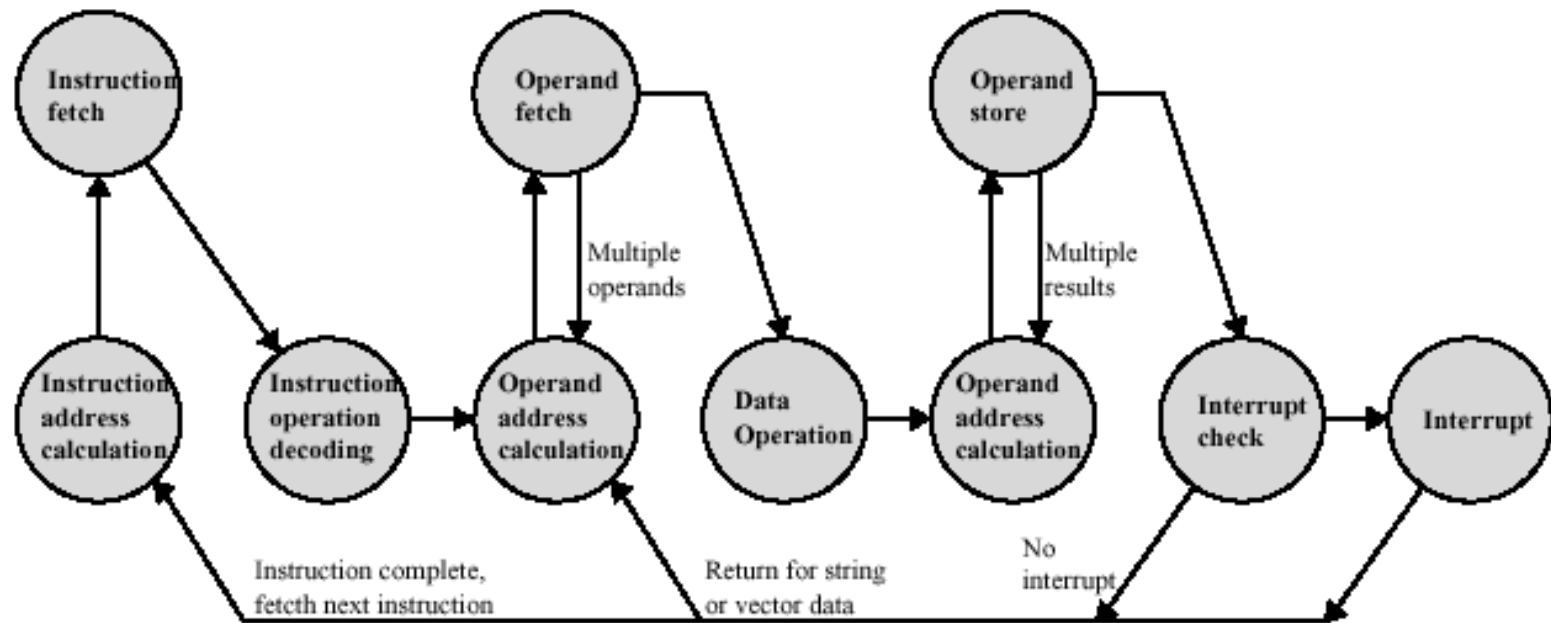 Instruction
fetch
Operand
fetch
Operand
store
Multiple
operands
Multiple
results
Instruction
address
calculation
Instruction
operation
decoding
Operand
address
calculation
Data
Operation
Operand
address
calculation
Interrupt
check
Interrupt
Instruction complete,
fetcth next instruction
Return for string
or vector data
No
interrupt